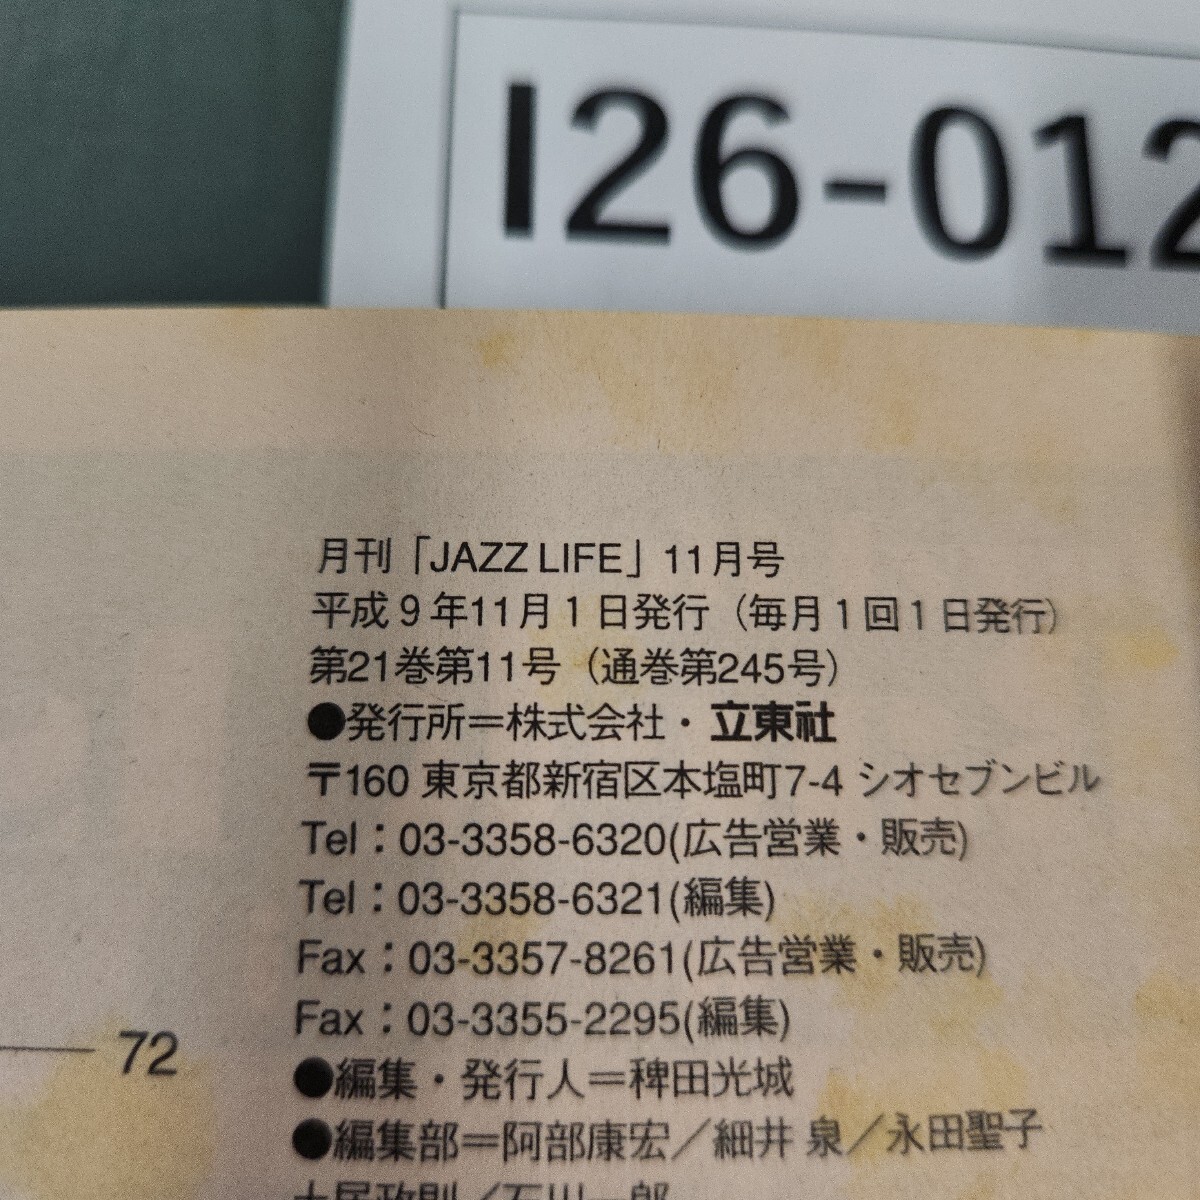 I26-012
月刊「JAZZ LIFE」11月号
平成9年11月1日発行（毎月1回1日発行）
第21巻第11号（通巻第245号）
●発行所＝株式会社・立東社
〒160 東京都新宿区本塩町7-4 シオセブンビル
Tel：03-3358-6320(広告営業・販売)
Tel：03-3358-6321(編集)
Fax：03-3357-8261(広告営業・販売)
Fax：03-3355-2295(編集)
72
●編集・発行人＝稗田光城
●編集部＝阿部康宏／細井 泉／永田聖子